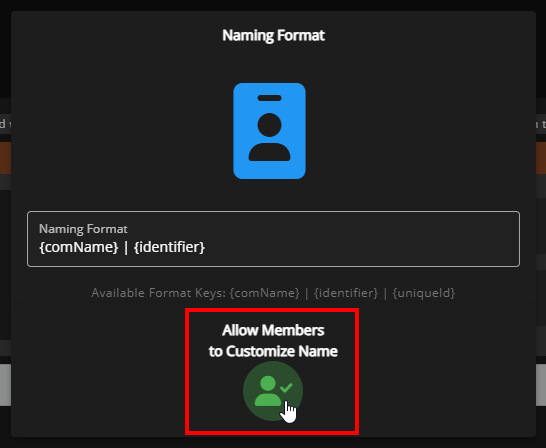 Naming Format
Naming Format
{comName} | {identifier}
Available Format Keys: {comName} | {identifier} | {uniqueId}
Allow Members
to Customize Name